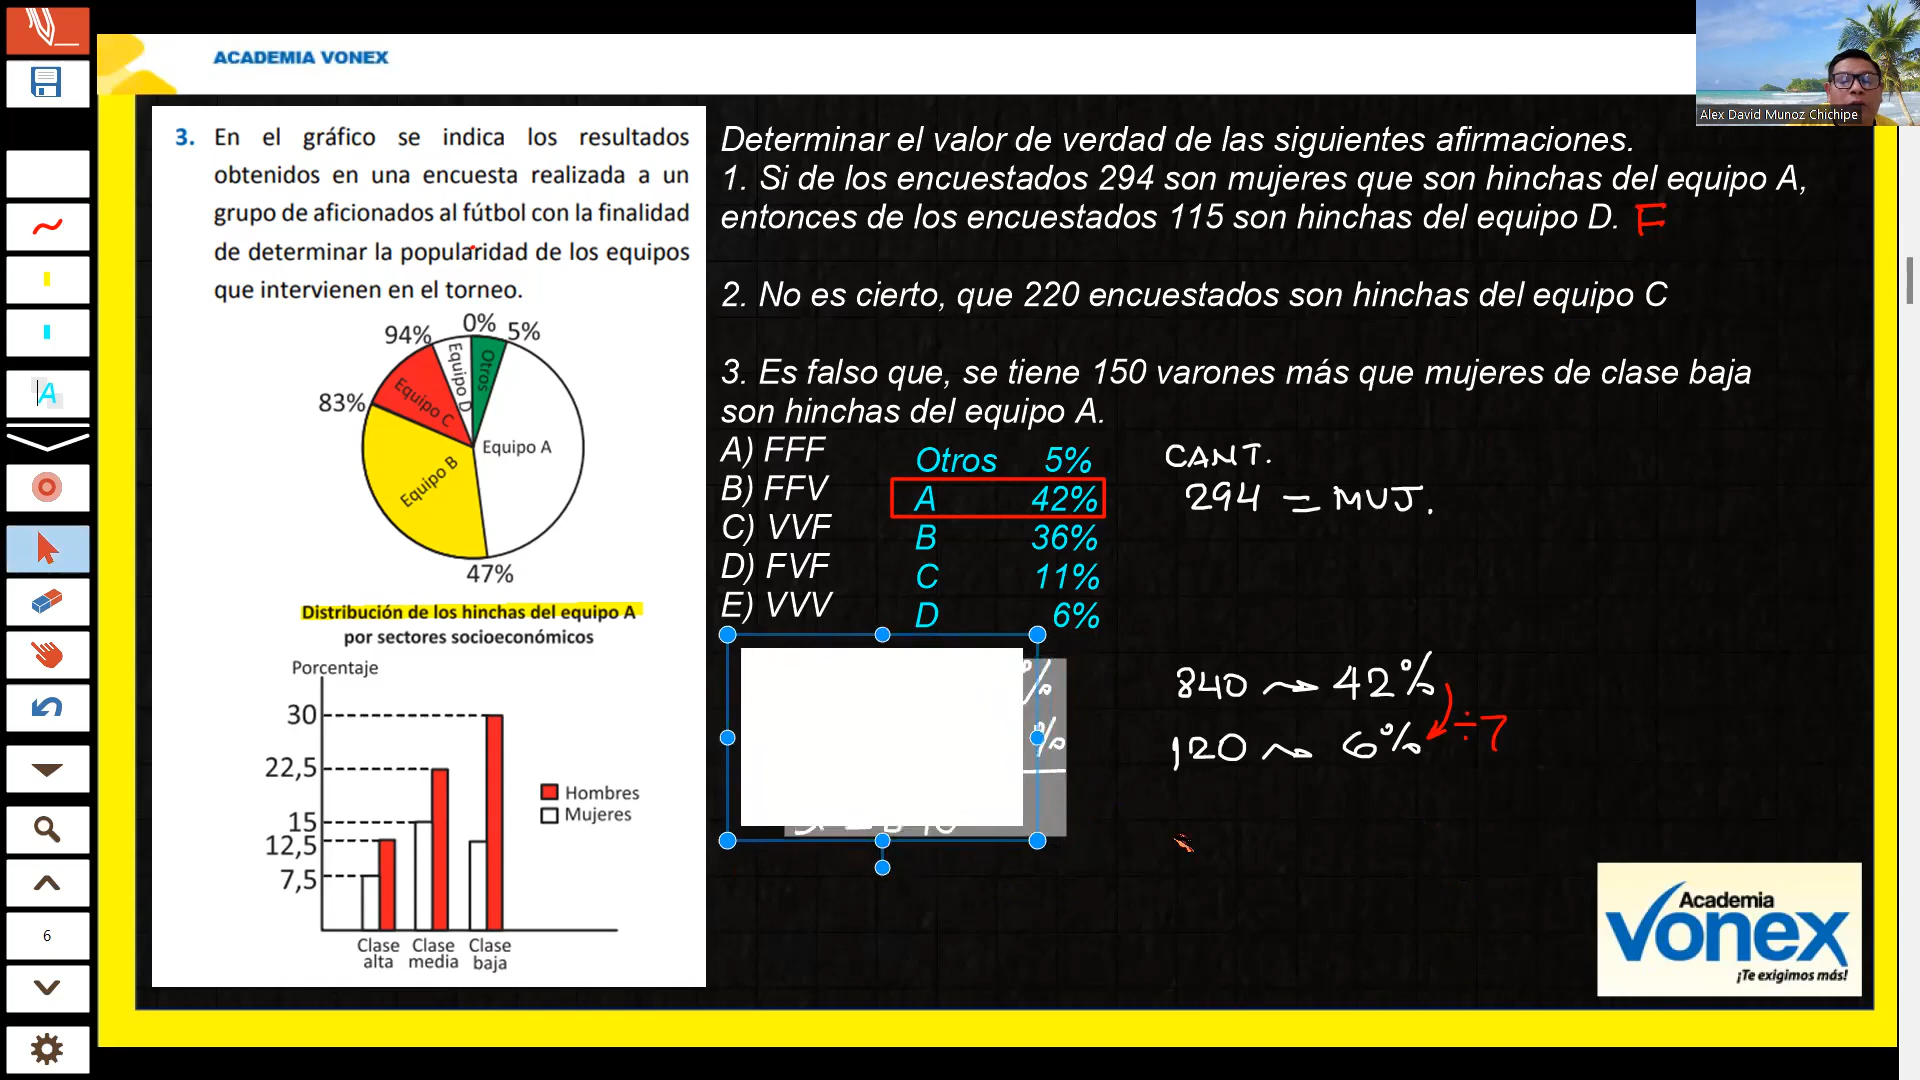 ACADEMIA VONEX
Alex David Munoz Chichipe
3. En el gráfico se indica los resultados
obtenidos en una encuesta realizada a un
grupo de aficionados al fútbol con la finalidad
de determinar la popularidad de los equipos
que intervienen en el torneo.
0%
94%
5%
83%
47%
Otros
Equipo D
Equipo C
Equipo B
Equipo A
Distribución de los hinchas del equipo A
por sectores socioeconómicos
Porcentaje
30
22,5
15
12,5
7,5
Hombres
Mujeres
Clase alta
Clase media
Clase baja
Determinar el valor de verdad de las siguientes afirmaciones.
1. Si de los encuestados 294 son mujeres que son hinchas del equipo A,
entonces de los encuestados 115 son hinchas del equipo D. F
2. No es cierto, que 220 encuestados son hinchas del equipo C
3. Es falso que, se tiene 150 varones más que mujeres de clase baja
son hinchas del equipo A.
A) FFF
B) FFV
C) VVF
D) FVF
E) VVV
Otros 5%
A 42%
B 36%
C 11%
D 6%
CANT.
294 = MUJ.
%
%
840 → 42%
120 → 6%
÷7
Academia
Vonex
¡Te exigimos más!
A
6